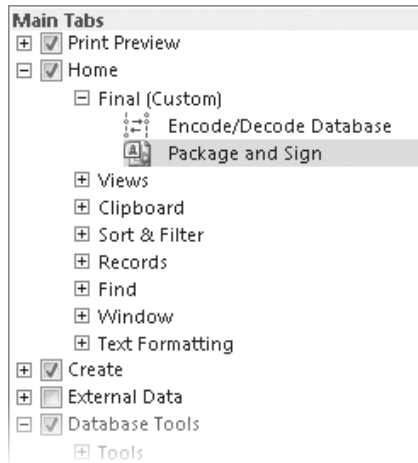 Main Tabs
Print Preview
Home
Final (Custom)
Encode/Decode Database
Package and Sign
Views
Clipboard
Sort & Filter
Records
Find
Window
Text Formatting
Create
External Data
Database Tools
Tools